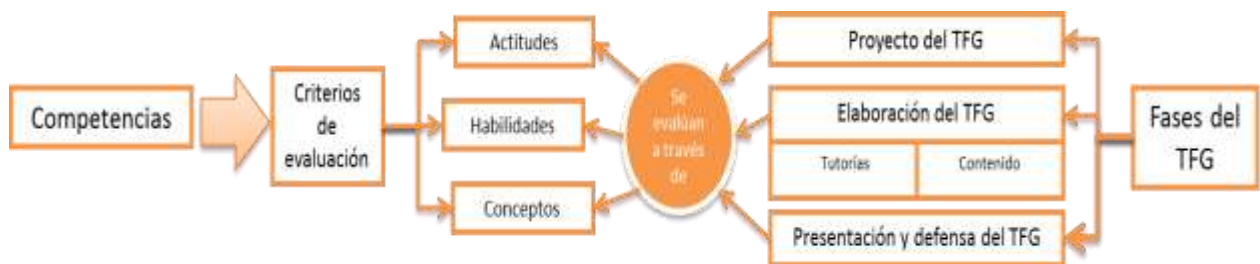 Competencias
Criterios
de
evaluación
Actitudes
Habilidades
Conceptos
Se
evalúan
a través
de
Proyecto del TFG
Elaboración del TFG
Tutorías
Contenido
Presentación y defensa del TFG
Fases del
TFG